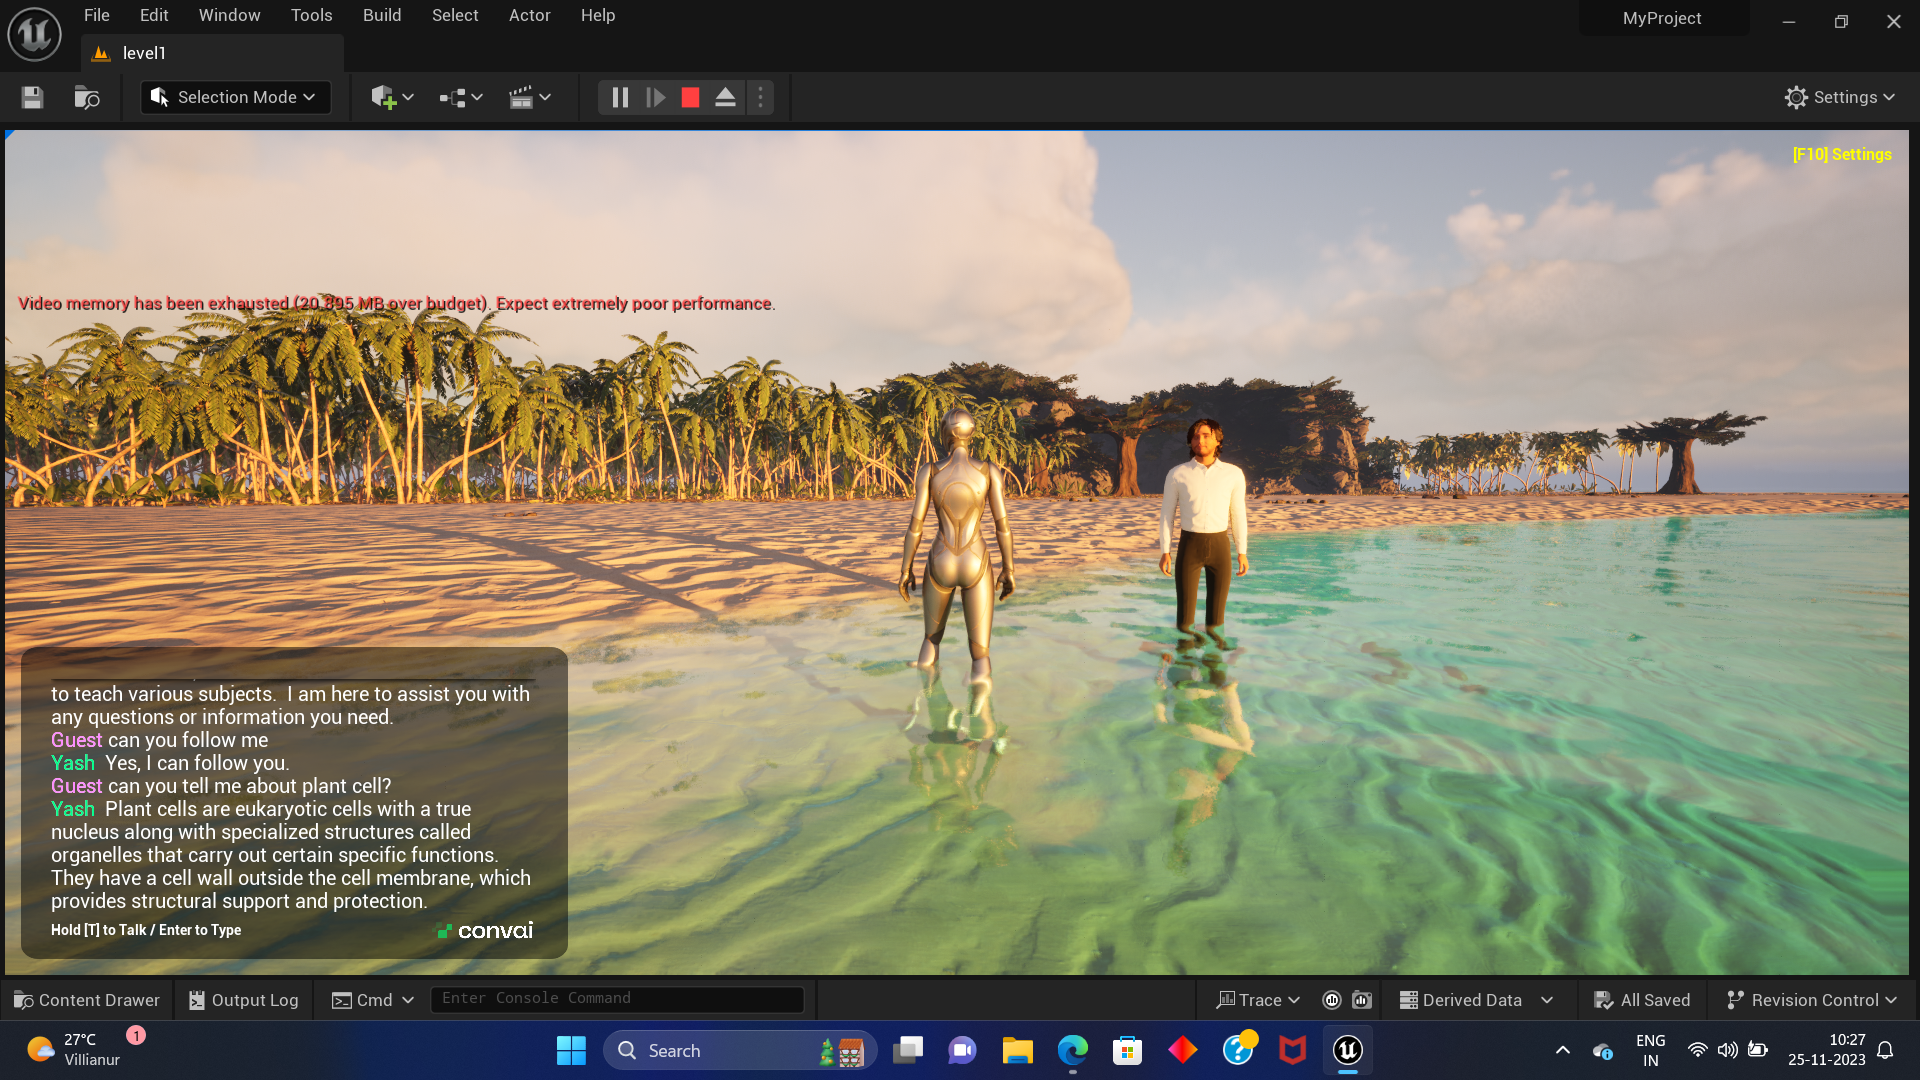 File Edit Window Tools Build Select Actor Help
MyProject
level1
Selection Mode
Settings
[F10] Settings
Video memory has been exhausted (20,895 MB over budget). Expect extremely poor performance.
to teach various subjects.  I am here to assist you with
any questions or information you need.
Guest can you follow me
Yash  Yes, I can follow you.
Guest can you tell me about plant cell?
Yash  Plant cells are eukaryotic cells with a true
nucleus along with specialized structures called
organelles that carry out certain specific functions.
They have a cell wall outside the cell membrane, which
provides structural support and protection.
Hold [T] to Talk / Enter to Type
convai
Content Drawer Output Log Cmd Enter Console Command Trace Derived Data All Saved Revision Control
27°C
Villianur
1
Search
ENG
IN
10:27
25-11-2023